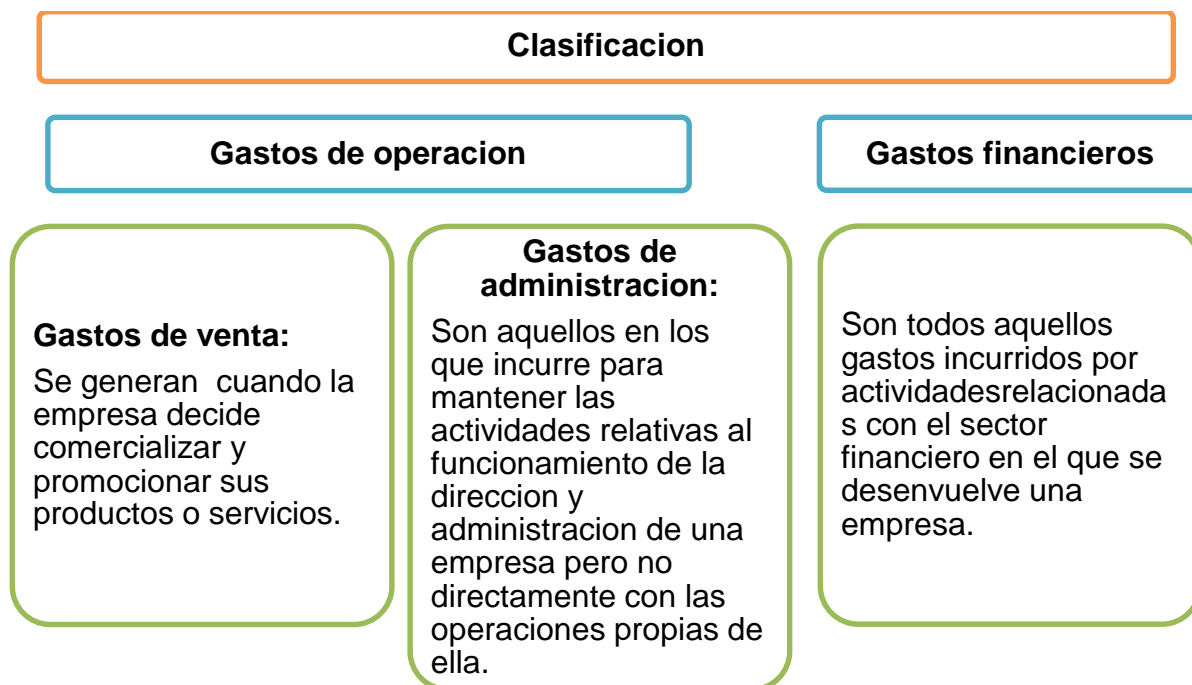 Clasificacion
Gastos de operacion
Gastos financieros
Gastos de venta:
Se generan  cuando la
empresa decide
comercializar y
promocionar sus
productos o servicios.
Gastos de
administracion:
Son aquellos en los
que incurre para
mantener las
actividades relativas al
funcionamiento de la
direccion y
administracion de una
empresa pero no
directamente con las
operaciones propias de
ella.
Son todos aquellos
gastos incurridos por
actividadesrelacionada
s con el sector
financiero en el que se
desenvuelve una
empresa.